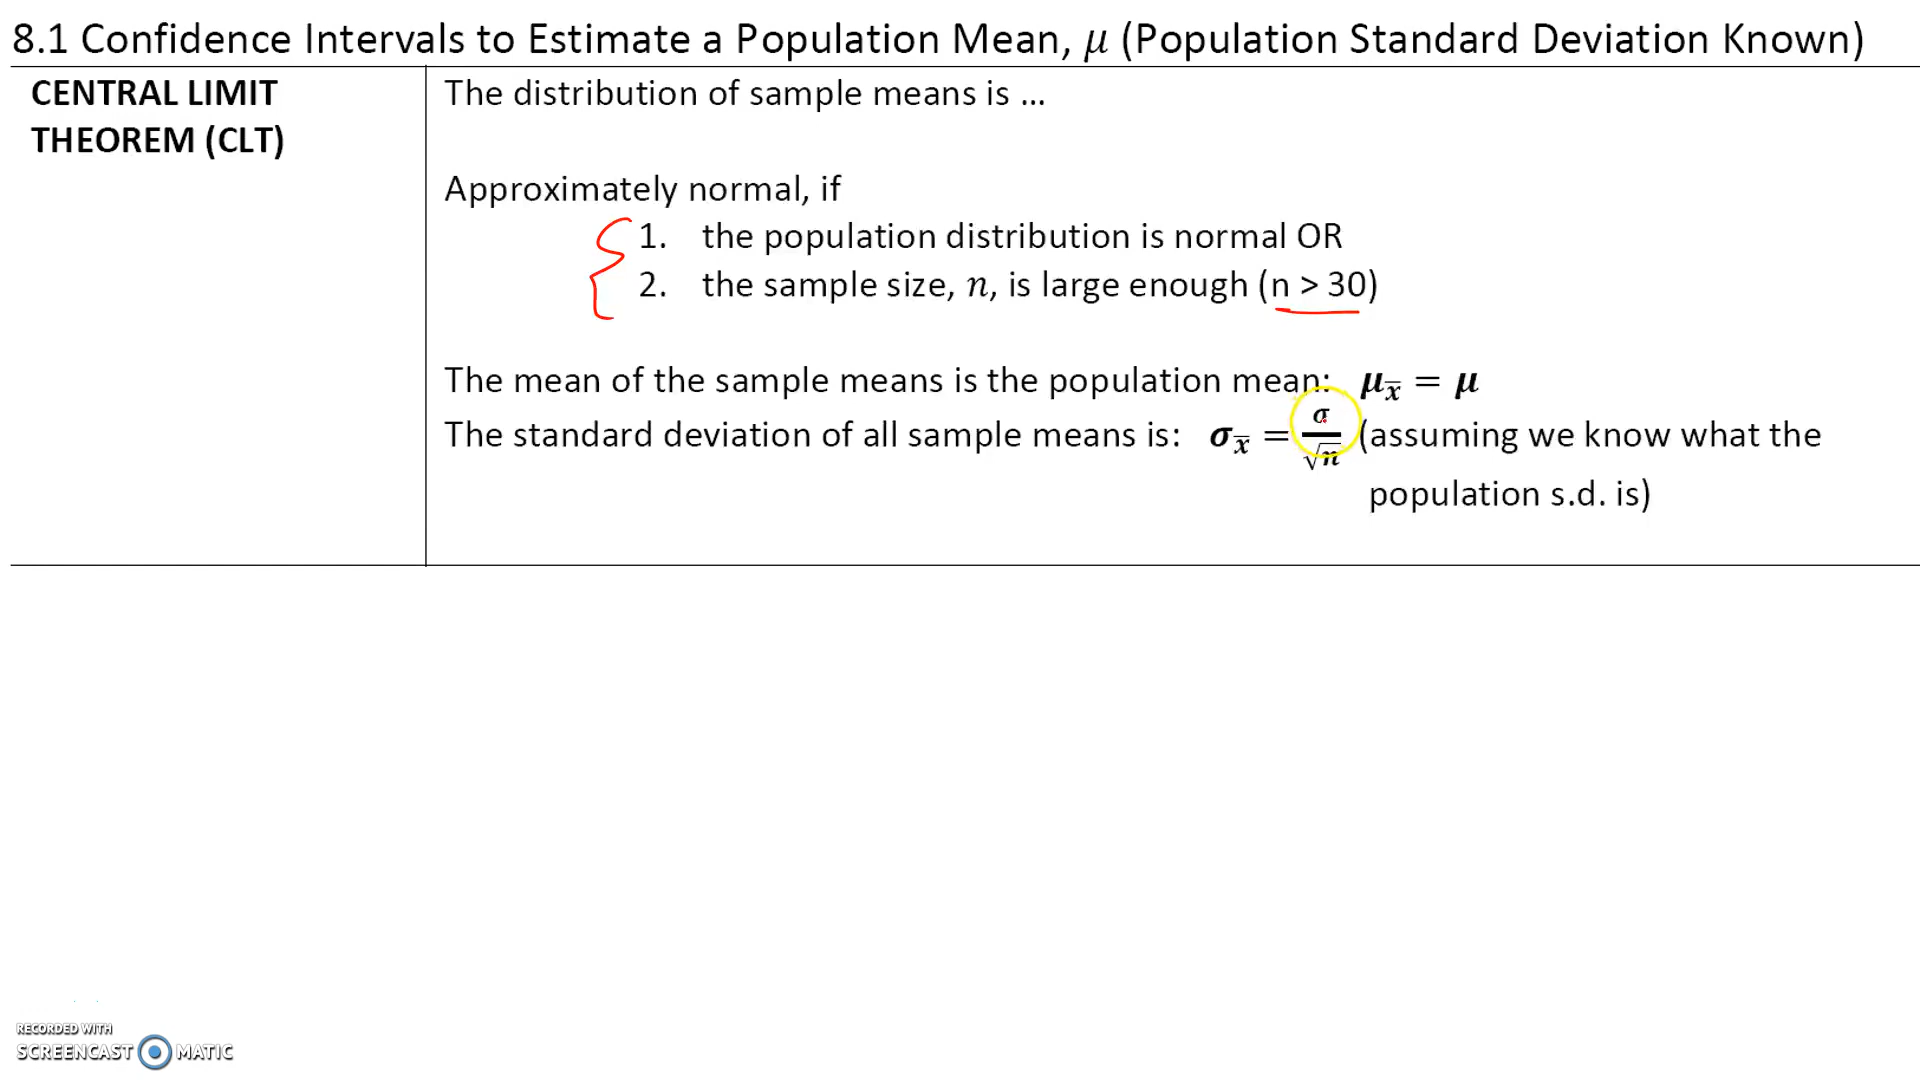 8.1 Confidence Intervals to Estimate a Population Mean, μ (Population Standard Deviation Known)
CENTRAL LIMIT
THEOREM (CLT)
The distribution of sample means is ...
Approximately normal, if
1. the population distribution is normal OR
2. the sample size, n, is large enough (n > 30)
The mean of the sample means is the population mean: μ_x̄ = μ
The standard deviation of all sample means is: σ_x̄ = σ/√n (assuming we know what the
population s.d. is)
RECORDED WITH
SCREENCAST MATIC